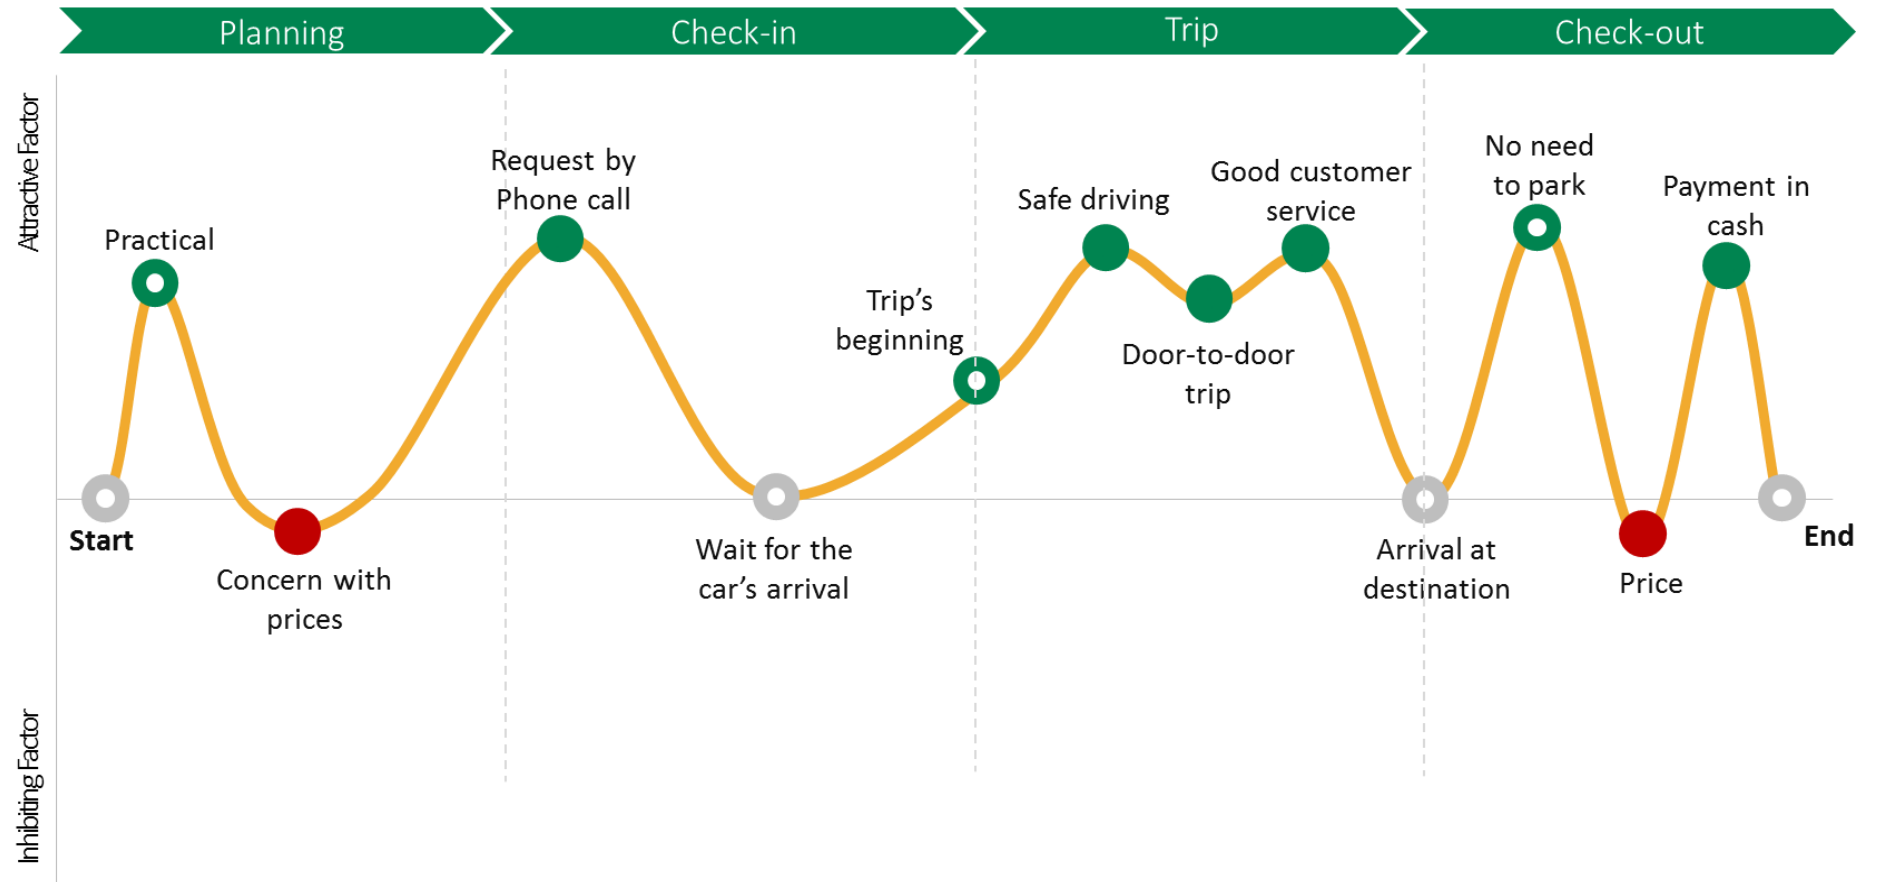 Planning
Check-in
Trip
Check-out
Attractive Factor
Inhibiting Factor
Start
Practical
Concern with
prices
Request by
Phone call
Wait for the
car’s arrival
Trip’s
beginning
Safe driving
Door-to-door
trip
Good customer
service
Arrival at
destination
No need
to park
Price
Payment in
cash
End